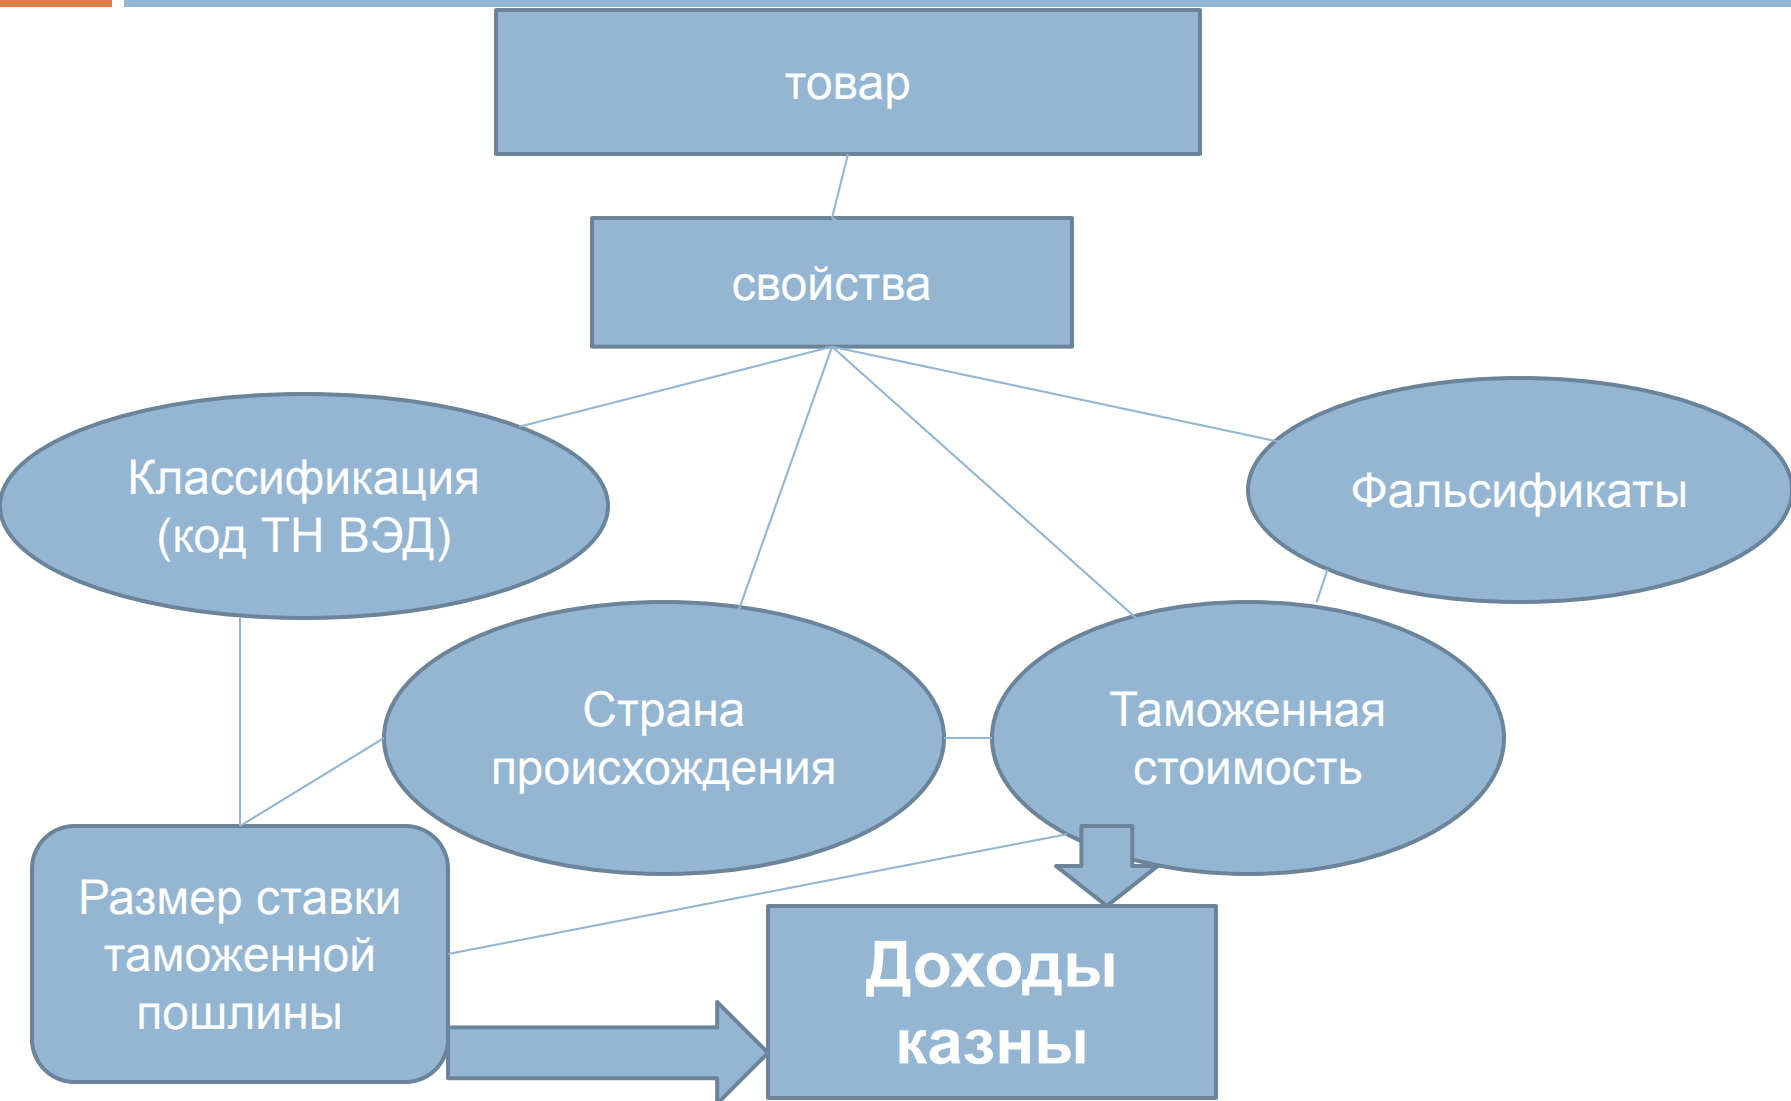 товар
свойства
Классификация
(код ТН ВЭД)
Фальсификаты
Страна
происхождения
Таможенная
стоимость
Размер ставки
таможенной
пошлины
Доходы
казны